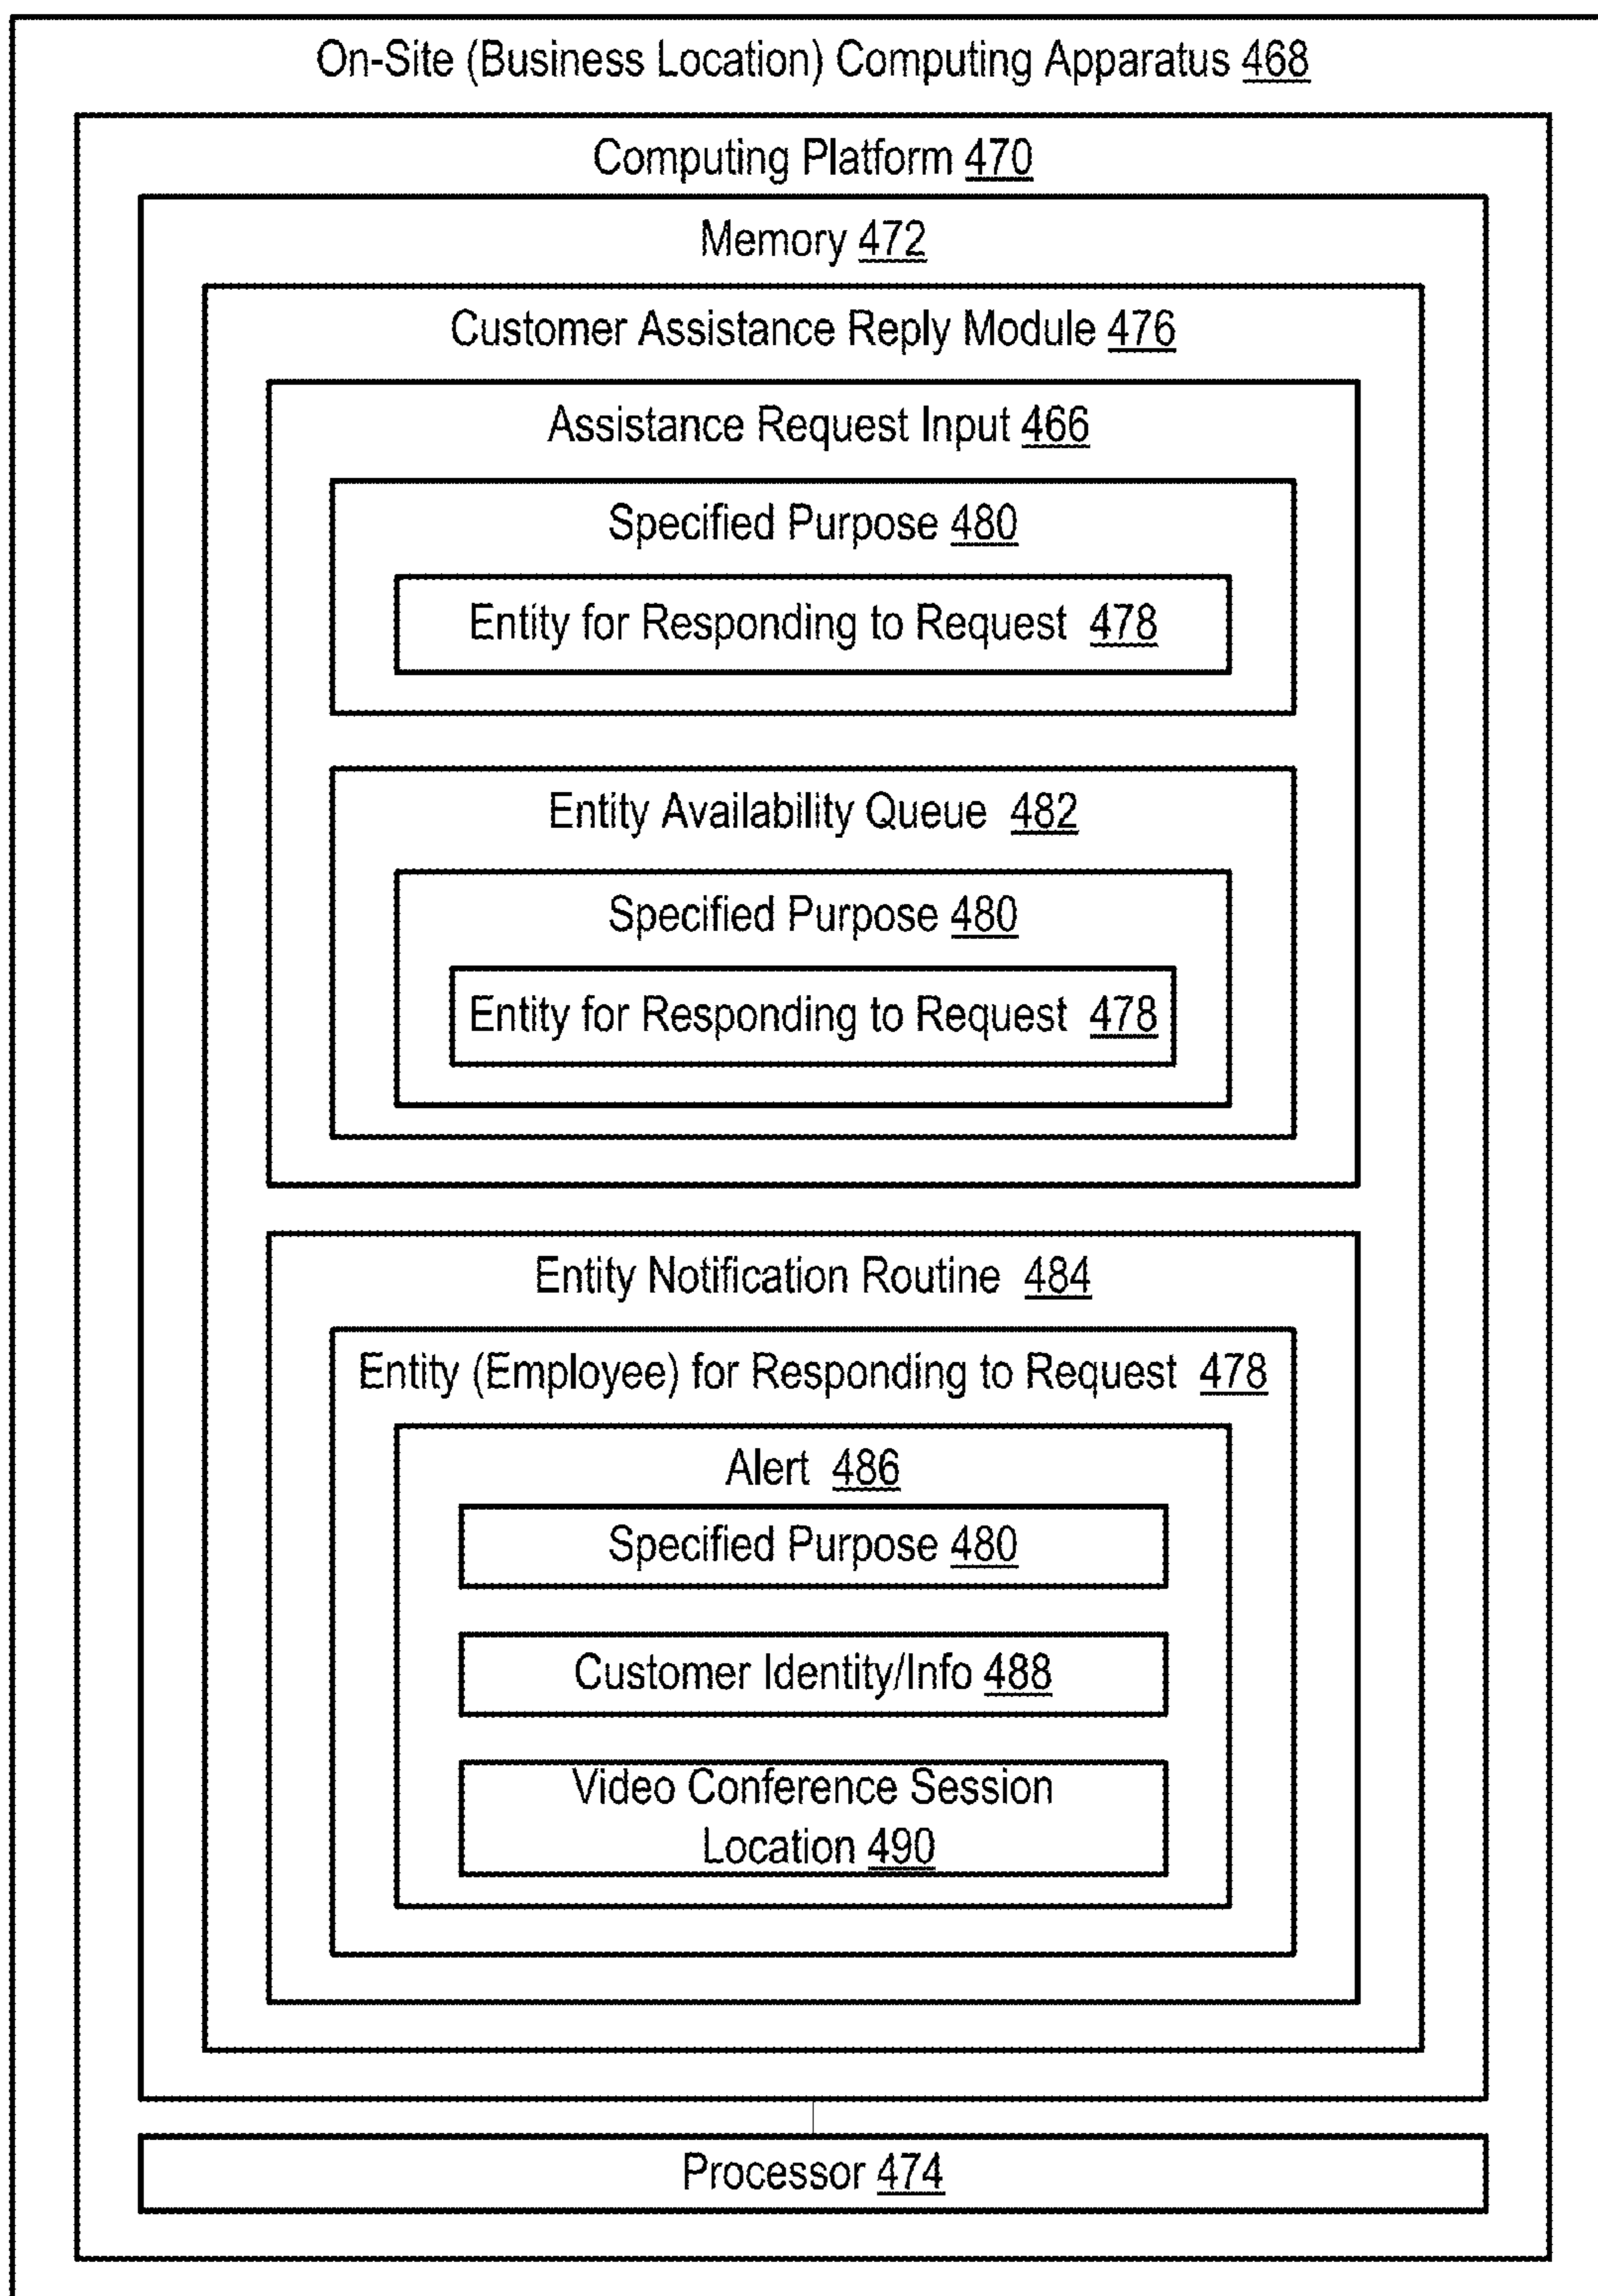 On-Site (Business Location) Computing Apparatus 468
Computing Platform 470
Memory 472
Customer Assistance Reply Module 476
Assistance Request Input 466
Specified Purpose 480
Entity for Responding to Request 478
Entity Availability Queue 482
Specified Purpose 480
Entity for Responding to Request 478
Entity Notification Routine 484
Entity (Employee) for Responding to Request 478
Alert 486
Specified Purpose 480
Customer Identity/Info 488
Video Conference Session
Location 490
Processor 474